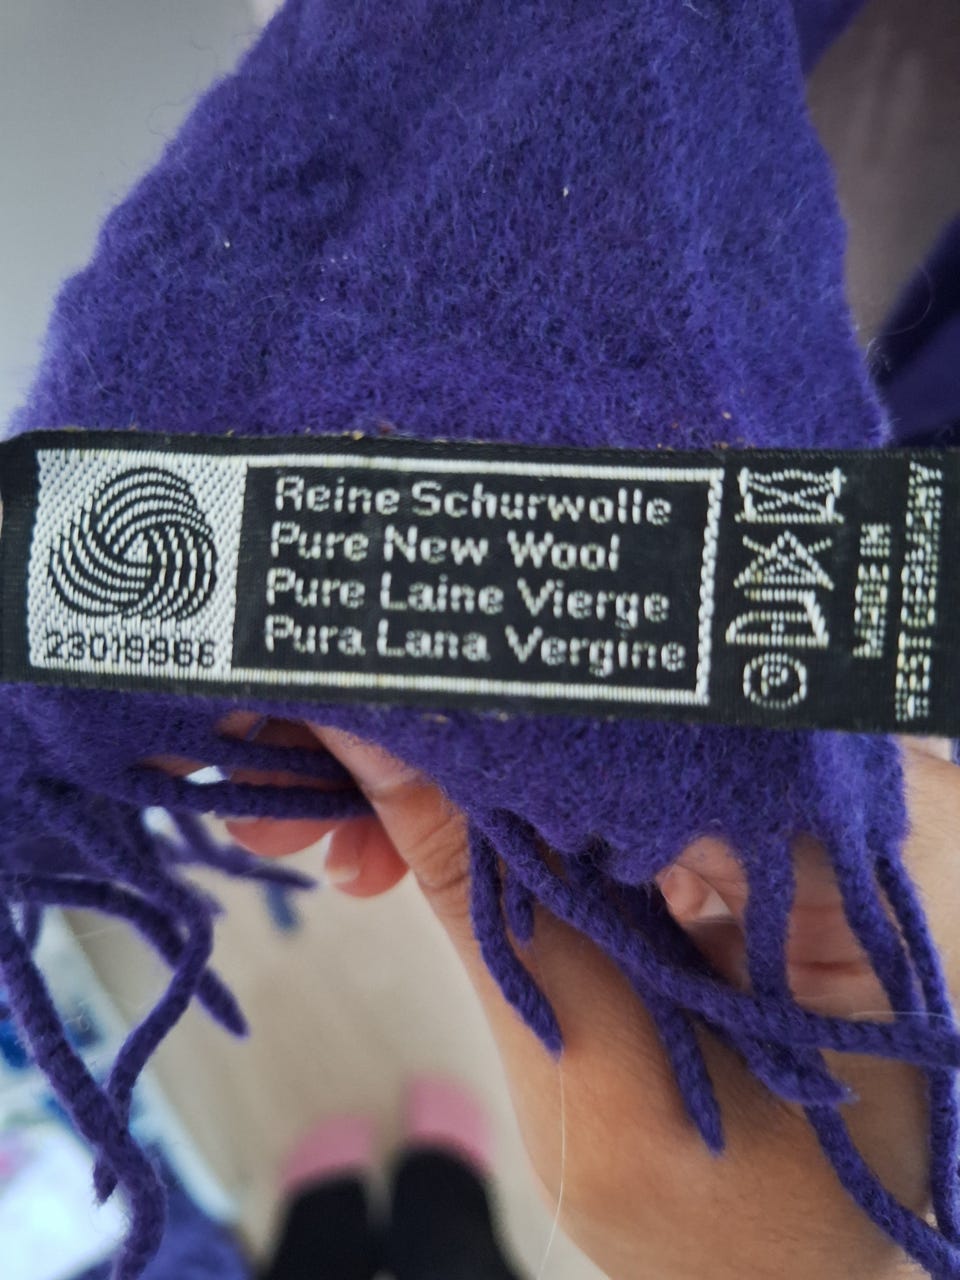 Reine Schurwolle
Pure New Wool
Pure Laine Vierge
Pura Lana Vergine
23019966
P
MADE IN
WEST GERMANY